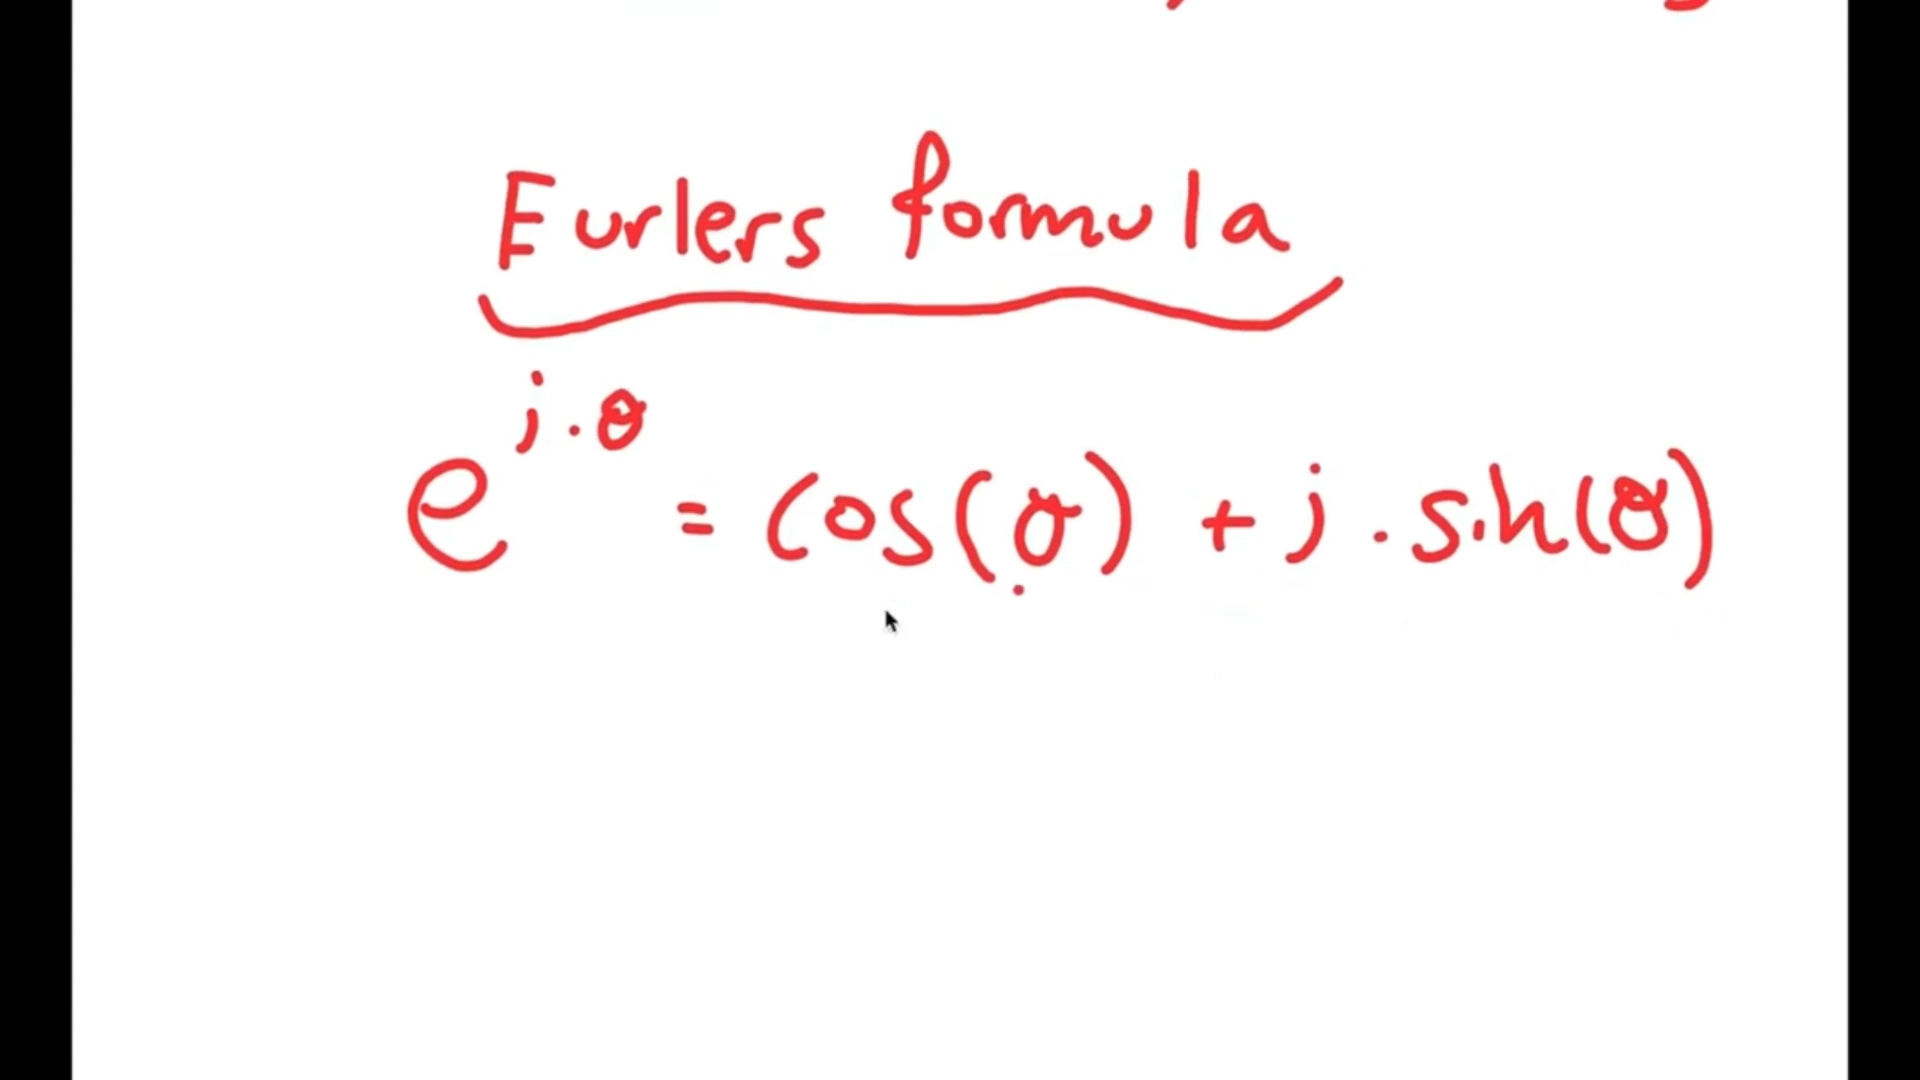 Eurlers formula
e^{j.θ} = cos(θ) + j.sin(θ)